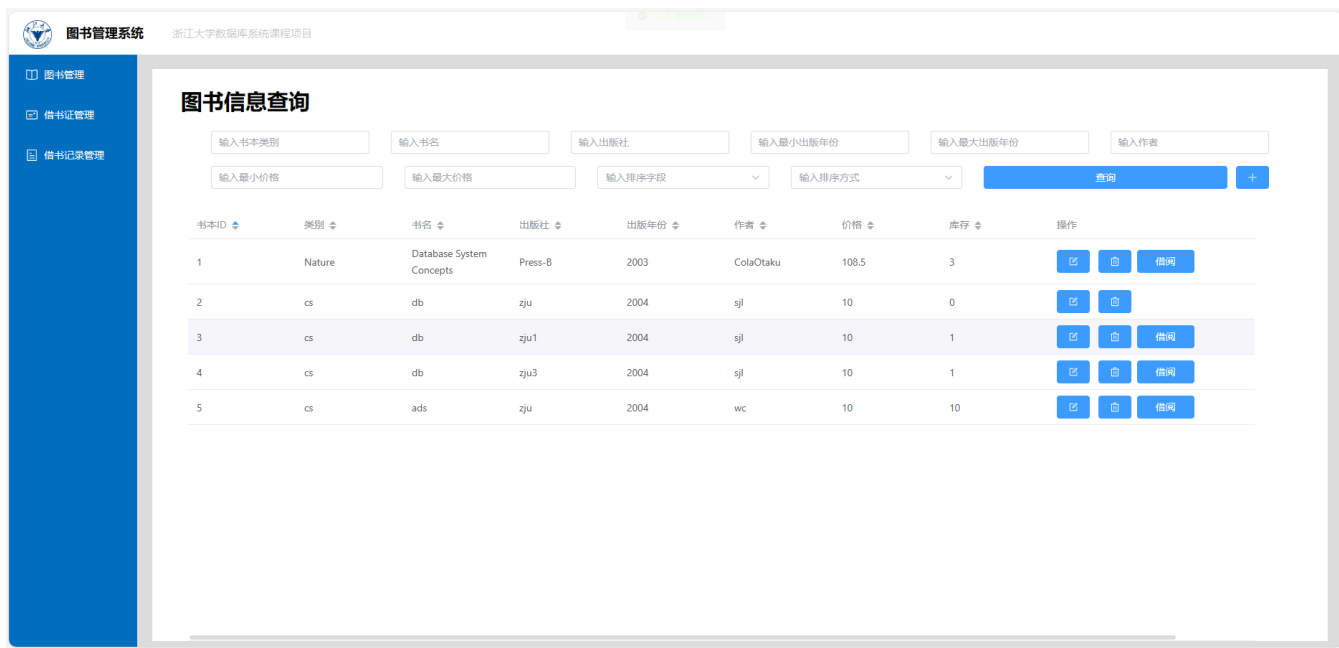 图书管理系统 浙江大学数据库系统课程项目
图书管理
借书证管理
借书记录管理
图书信息查询
输入书本类别 输入书名 输入出版社 输入最小出版年份 输入最大出版年份 输入作者
输入最小价格 输入最大价格 输入排序字段 输入排序方式 查询 +
书本ID 类别 书名 出版社 出版年份 作者 价格 库存 操作
1 Nature Database System Concepts Press-B 2003 ColaOtaku 108.5 3 借阅
2 cs db zju 2004 sjl 10 0
3 cs db zju1 2004 sjl 10 1 借阅
4 cs db zju3 2004 sjl 10 1 借阅
5 cs ads zju 2004 wc 10 10 借阅